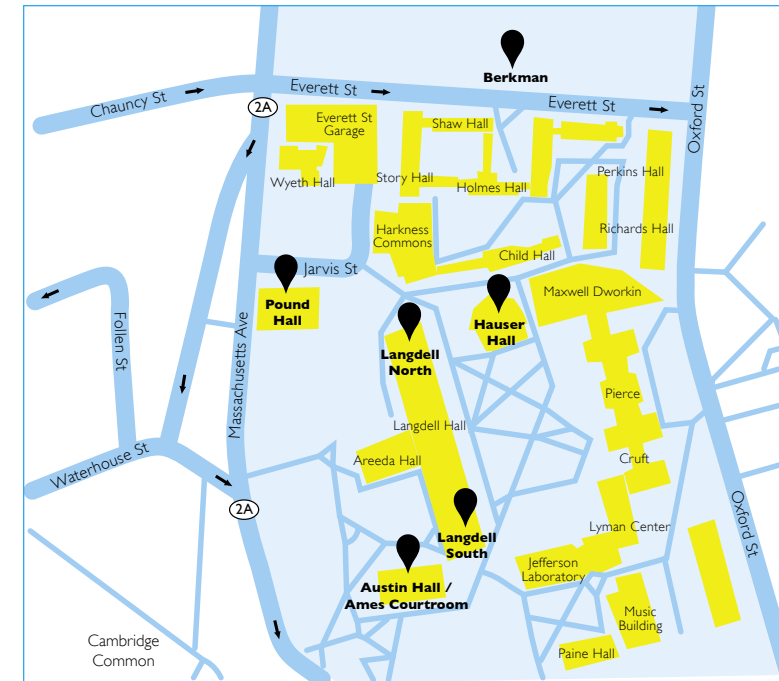 Berkman
Chauncy St
Everett St
Everett St
2A
Oxford St
Everett St
Garage
Shaw Hall
Wyeth Hall
Story Hall
Holmes Hall
Perkins Hall
Harkness
Commons
Richards Hall
Child Hall
Jarvis St
Maxwell Dworkin
Pound
Hall
Hauser
Hall
Follen St
Massachusetts Ave
Langdell
North
Pierce
Langdell Hall
Areeda Hall
Cruft
Waterhouse St
2A
Oxford St
Lyman Center
Langdell
South
Jefferson
Laboratory
Austin Hall /
Ames Courtroom
Music
Building
Cambridge
Common
Paine Hall